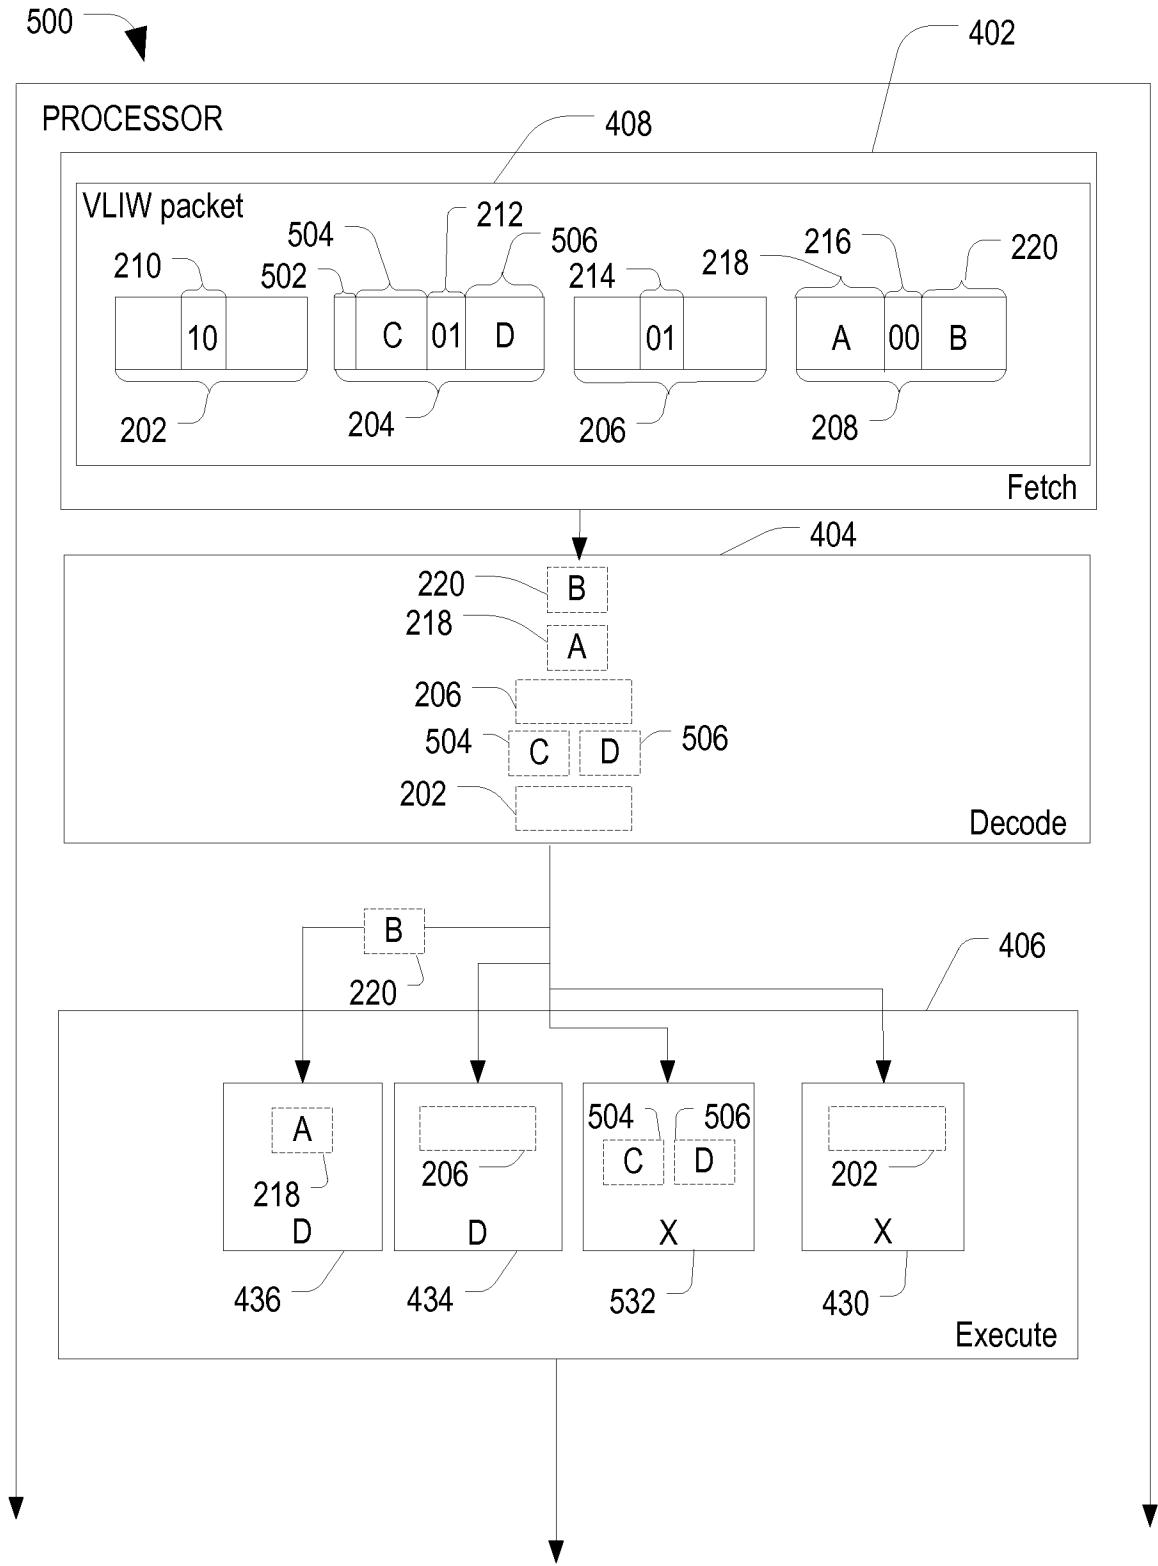 500
402
PROCESSOR
408
VLIW packet
212
504
506
216
220
210
502
214
218
10
C
01
D
01
A
00
B
202
204
206
208
Fetch
404
220
B
218
A
206
504
C
D
506
202
Decode
B
220
406
504
506
A
C
D
218
206
202
D
D
X
X
436
434
532
430
Execute